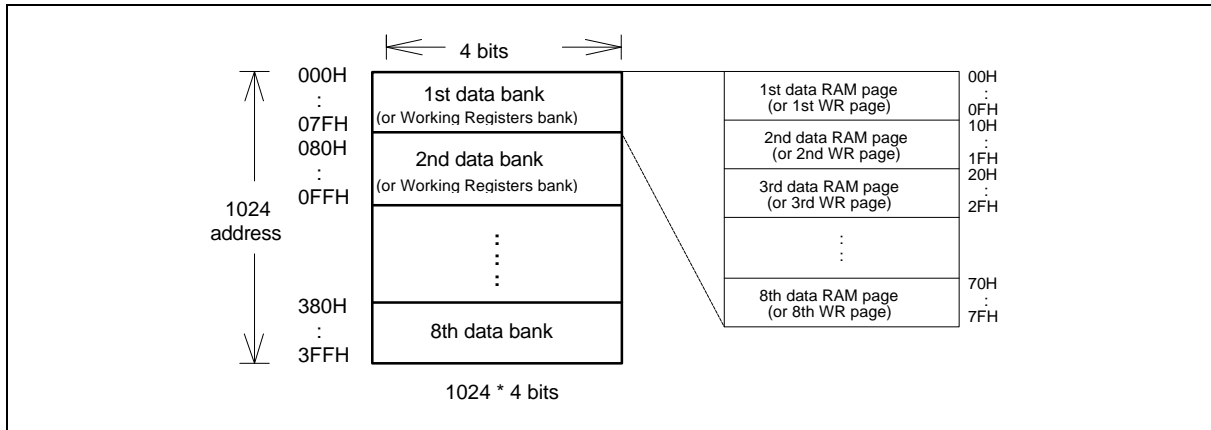 4 bits
000H
:
07FH
080H
:
0FFH
1024
address
380H
:
3FFH
1st data bank
(or Working Registers bank)
2nd data bank
(or Working Registers bank)
:
:
8th data bank
1024 * 4 bits
1st data RAM page
(or 1st WR page)
2nd data RAM page
(or 2nd WR page)
3rd data RAM page
(or 3rd WR page)
:
:
8th data RAM page
(or 8th WR page)
00H
:
0FH
10H
:
1FH
20H
:
2FH
70H
:
7FH